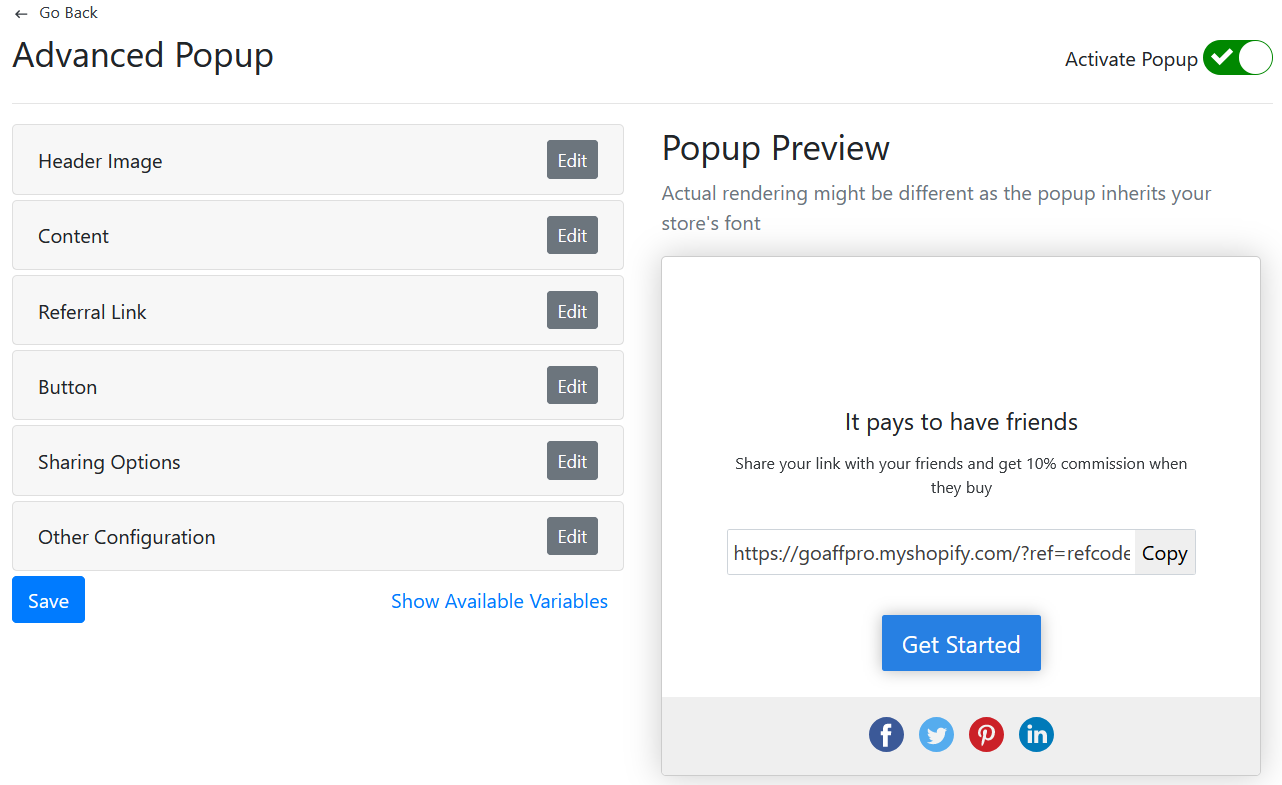 ← Go Back
Advanced Popup
Activate Popup
Header Image
Edit
Content
Edit
Referral Link
Edit
Button
Edit
Sharing Options
Edit
Other Configuration
Edit
Save
Show Available Variables
Popup Preview
Actual rendering might be different as the popup inherits your
store's font
It pays to have friends
Share your link with your friends and get 10% commission when
they buy
https://goaffpro.myshopify.com/?ref=refcode
Copy
Get Started